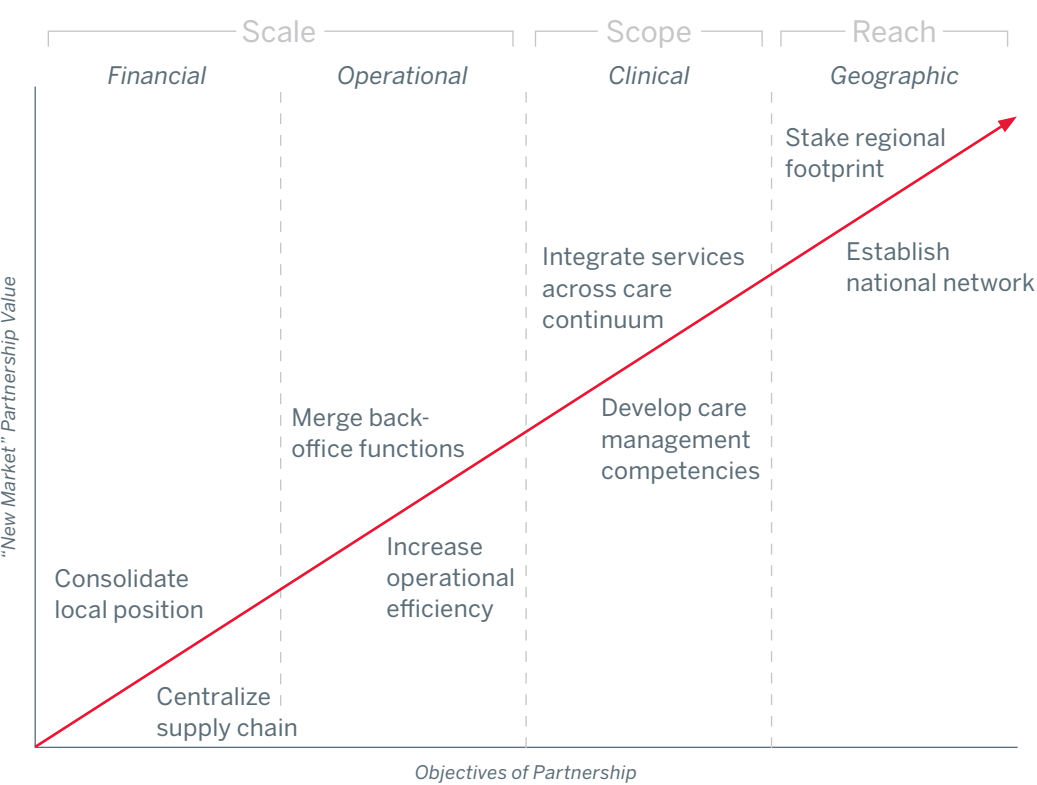 Scale
Scope
Reach
Financial
Operational
Clinical
Geographic
Stake regional
footprint
Establish
national network
Integrate services
across care
continuum
Develop care
management
competencies
Merge back-
office functions
Increase
operational
efficiency
Consolidate
local position
Centralize
supply chain
“New Market” Partnership Value
Objectives of Partnership